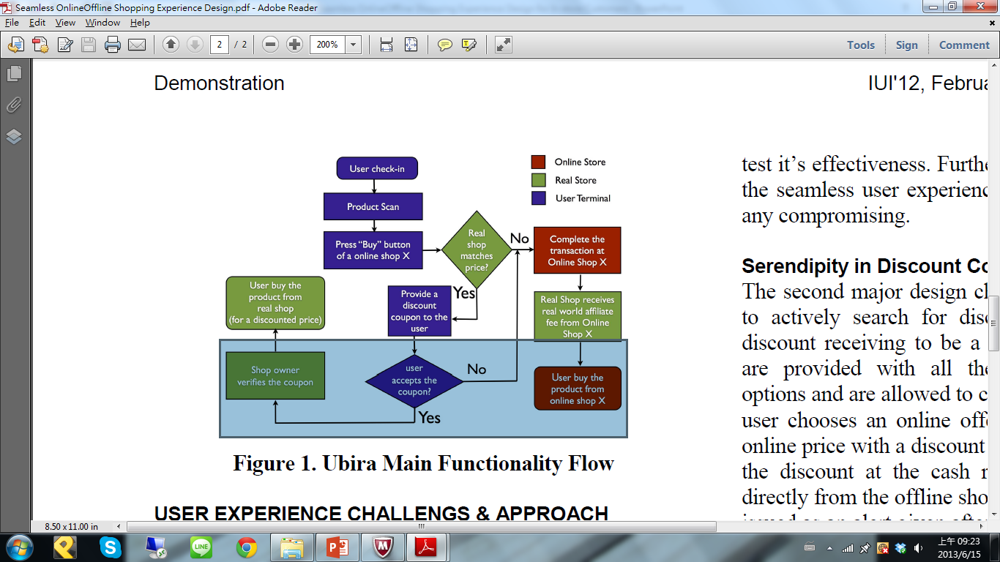 Seamless OnlineOffline Shopping Experience Design.pdf - Adobe Reader
File Edit View Window Help
2 / 2 200% Tools Sign Comment
Demonstration
IUI'12, Februa
User check-in
Product Scan
Press “Buy” button
of a online shop X
Real
shop
matches
price?
No
Yes
Online Store
Real Store
User Terminal
Complete the
transaction at
Online Shop X
Real Shop receives
real world affiliate
fee from Online
Shop X
User buy the
product from
online shop X
Provide a
discount
coupon to the
user
user
accepts the
coupon?
No
Yes
Shop owner
verifies the coupon
User buy the
product from
real shop
(for a discounted price)
Figure 1. Ubira Main Functionality Flow
USER EXPERIENCE CHALLENGS & APPROACH
test it’s effectiveness. Furthe
the seamless user experienc
any compromising.
Serendipity in Discount Co
The second major design cl
to actively search for disc
discount receiving to be a
are provided with all the
options and are allowed to c
user chooses an online offe
online price with a discount
the discount at the cash r
directly from the offline sho
8.50 x 11.00 in
LINE
上午 09:23
2013/6/15